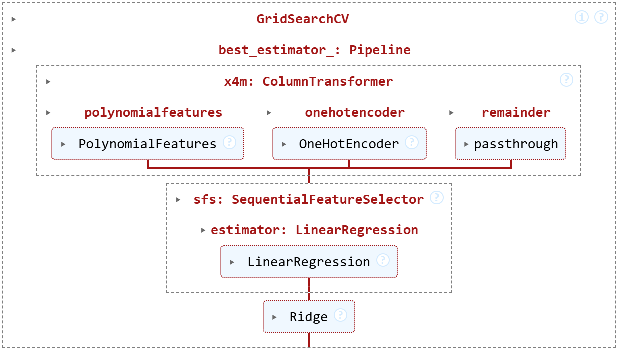 GridSearchCV i ?
best_estimator_: Pipeline
x4m: ColumnTransformer ?
polynomialfeatures onehotencoder remainder
PolynomialFeatures ? OneHotEncoder ? passthrough
sfs: SequentialFeatureSelector ?
estimator: LinearRegression
LinearRegression ?
Ridge ?